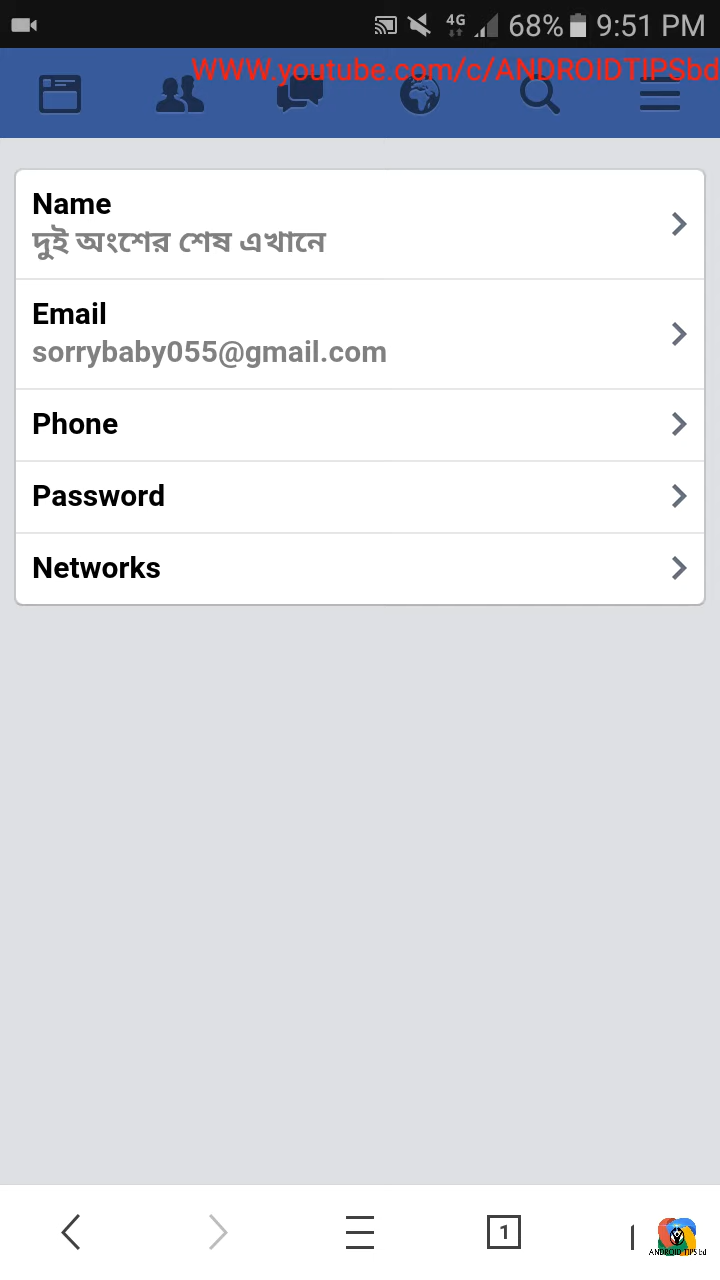 4G 68% 9:51 PM
WWW.youtube.com/c/ANDROIDTIPSbd
Name
দুই অংশের শেষ এখানে
Email
sorrybaby055@gmail.com
Phone
Password
Networks
1
ANDROID TIPS bd